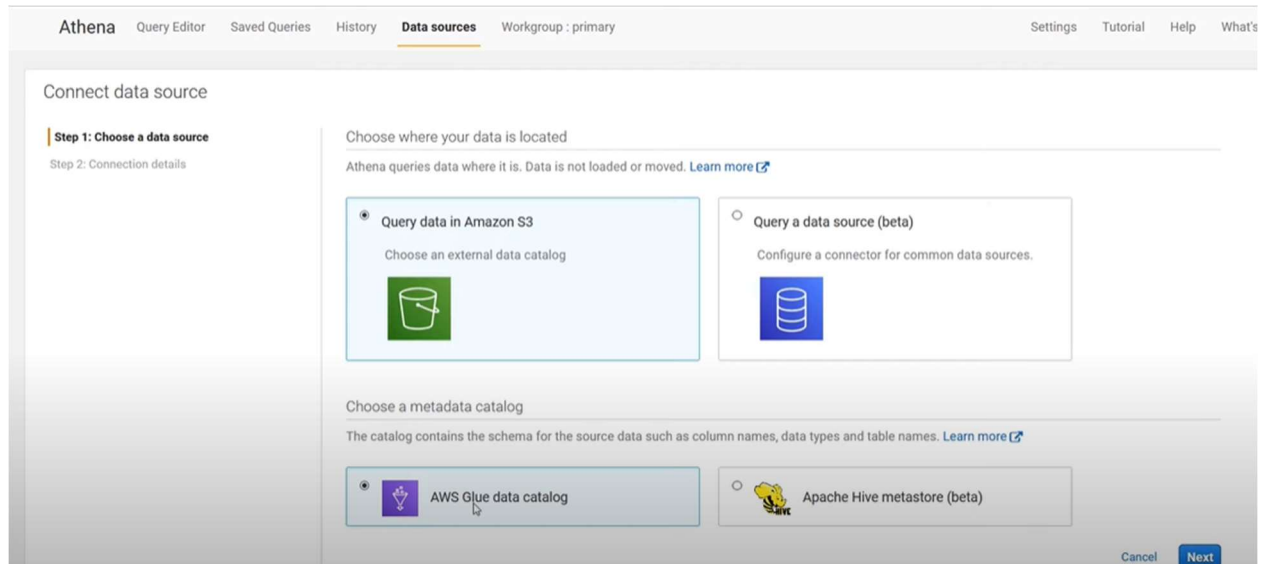 Athena Query Editor Saved Queries History Data sources Workgroup : primary Settings Tutorial Help What's
Connect data source
Step 1: Choose a data source
Step 2: Connection details
Choose where your data is located
Athena queries data where it is. Data is not loaded or moved. Learn more
Query data in Amazon S3
Choose an external data catalog
Query a data source (beta)
Configure a connector for common data sources.
Choose a metadata catalog
The catalog contains the schema for the source data such as column names, data types and table names. Learn more
AWS Glue data catalog
HIVE
Apache Hive metastore (beta)
Cancel Next